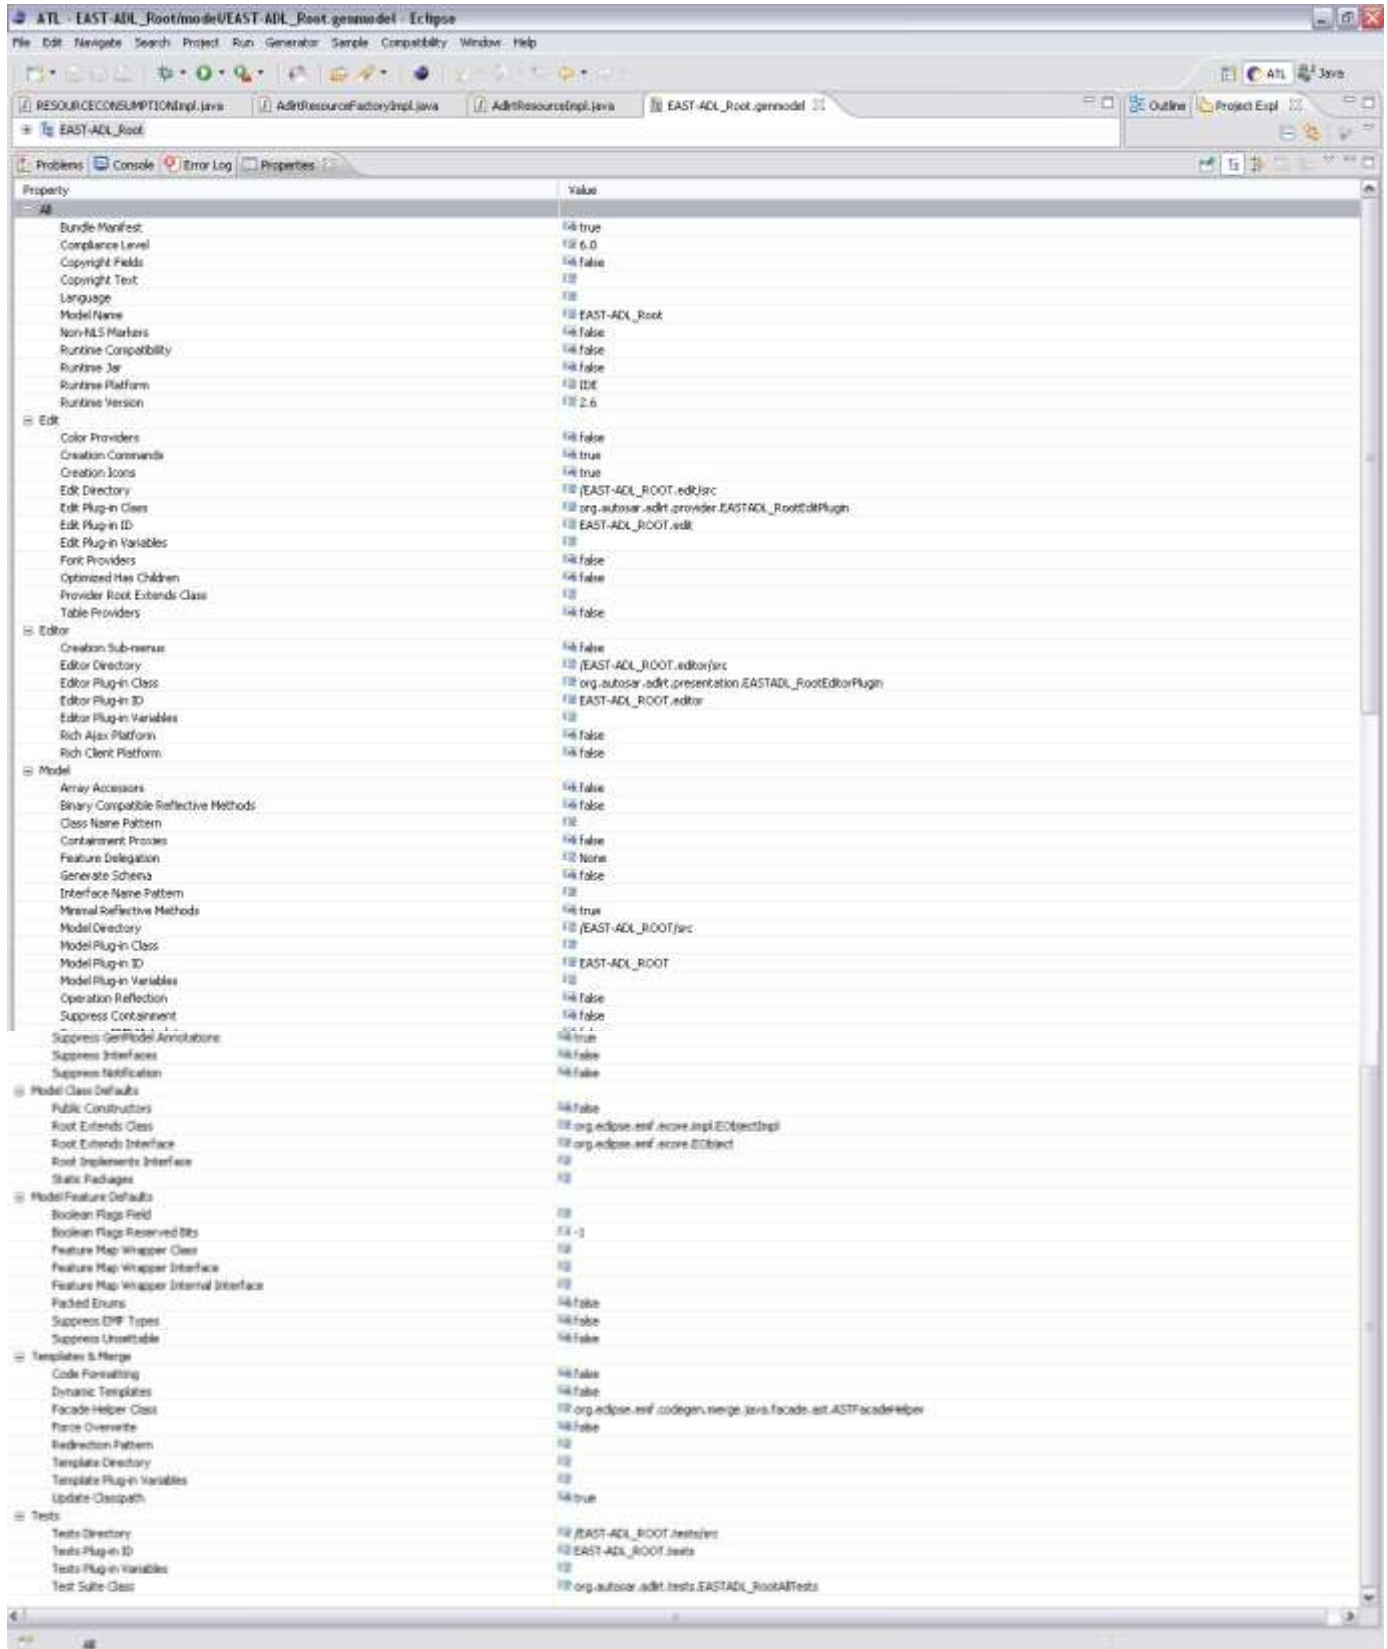 ATL - EAST-ADL_Root/model/EAST-ADL_Root.genmodel - Eclipse
File Edit Navigate Search Project Run Generator Sample Compatibility Window Help
ATL Java
RESOURCECONSUMPTIONImpl.java AdlrtResourceFactoryImpl.java AdlrtResourceImpl.java EAST-ADL_Root.genmodel Outline Project Expl
EAST-ADL_Root
Problems Console Error Log Properties
Property Value
All
Bundle Manifest true
Compliance Level 6.0
Copyright Fields false
Copyright Text
Language
Model Name EAST-ADL_Root
Non-NLS Markers false
Runtime Compatibility false
Runtime Jar false
Runtime Platform IDE
Runtime Version 2.6
Edit
Color Providers false
Creation Commands true
Creation Icons true
Edit Directory /EAST-ADL_ROOT.edit/src
Edit Plug-in Class org.autosar.adlrt.provider.EASTADL_RootEditPlugin
Edit Plug-in ID EAST-ADL_ROOT.edit
Edit Plug-in Variables
Font Providers false
Optimized Has Children false
Provider Root Extends Class
Table Providers false
Editor
Creation Sub-menus false
Editor Directory /EAST-ADL_ROOT.editor/src
Editor Plug-in Class org.autosar.adlrt.presentation.EASTADL_RootEditorPlugin
Editor Plug-in ID EAST-ADL_ROOT.editor
Editor Plug-in Variables
Rich Ajax Platform false
Rich Client Platform false
Model
Array Accessors false
Binary Compatible Reflective Methods false
Class Name Pattern
Containment Proxies false
Feature Delegation None
Generate Schema false
Interface Name Pattern
Minimal Reflective Methods true
Model Directory /EAST-ADL_ROOT/src
Model Plug-in Class
Model Plug-in ID EAST-ADL_ROOT
Model Plug-in Variables
Operation Reflection false
Suppress Containment false
Suppress GenModel Annotations true
Suppress Interfaces false
Suppress Notification false
Model Class Defaults
Public Constructors false
Root Extends Class org.eclipse.emf.ecore.impl.EObjectImpl
Root Extends Interface org.eclipse.emf.ecore.EObject
Root Implements Interface
Static Packages
Model Feature Defaults
Boolean Flags Field
Boolean Flags Reserved Bits -1
Feature Map Wrapper Class
Feature Map Wrapper Interface
Feature Map Wrapper Internal Interface
Packed Enums false
Suppress EMF Types false
Suppress Unsettable false
Templates & Merge
Code Formatting false
Dynamic Templates false
Facade Helper Class org.eclipse.emf.codegen.merge.java.facade.ast.ASTFacadeHelper
Force Overwrite false
Redirection Pattern
Template Directory
Template Plug-in Variables
Update Classpath true
Tests
Tests Directory /EAST-ADL_ROOT.tests/src
Tests Plug-in ID EAST-ADL_ROOT.tests
Tests Plug-in Variables
Test Suite Class org.autosar.adlrt.tests.EASTADL_RootAllTests
All